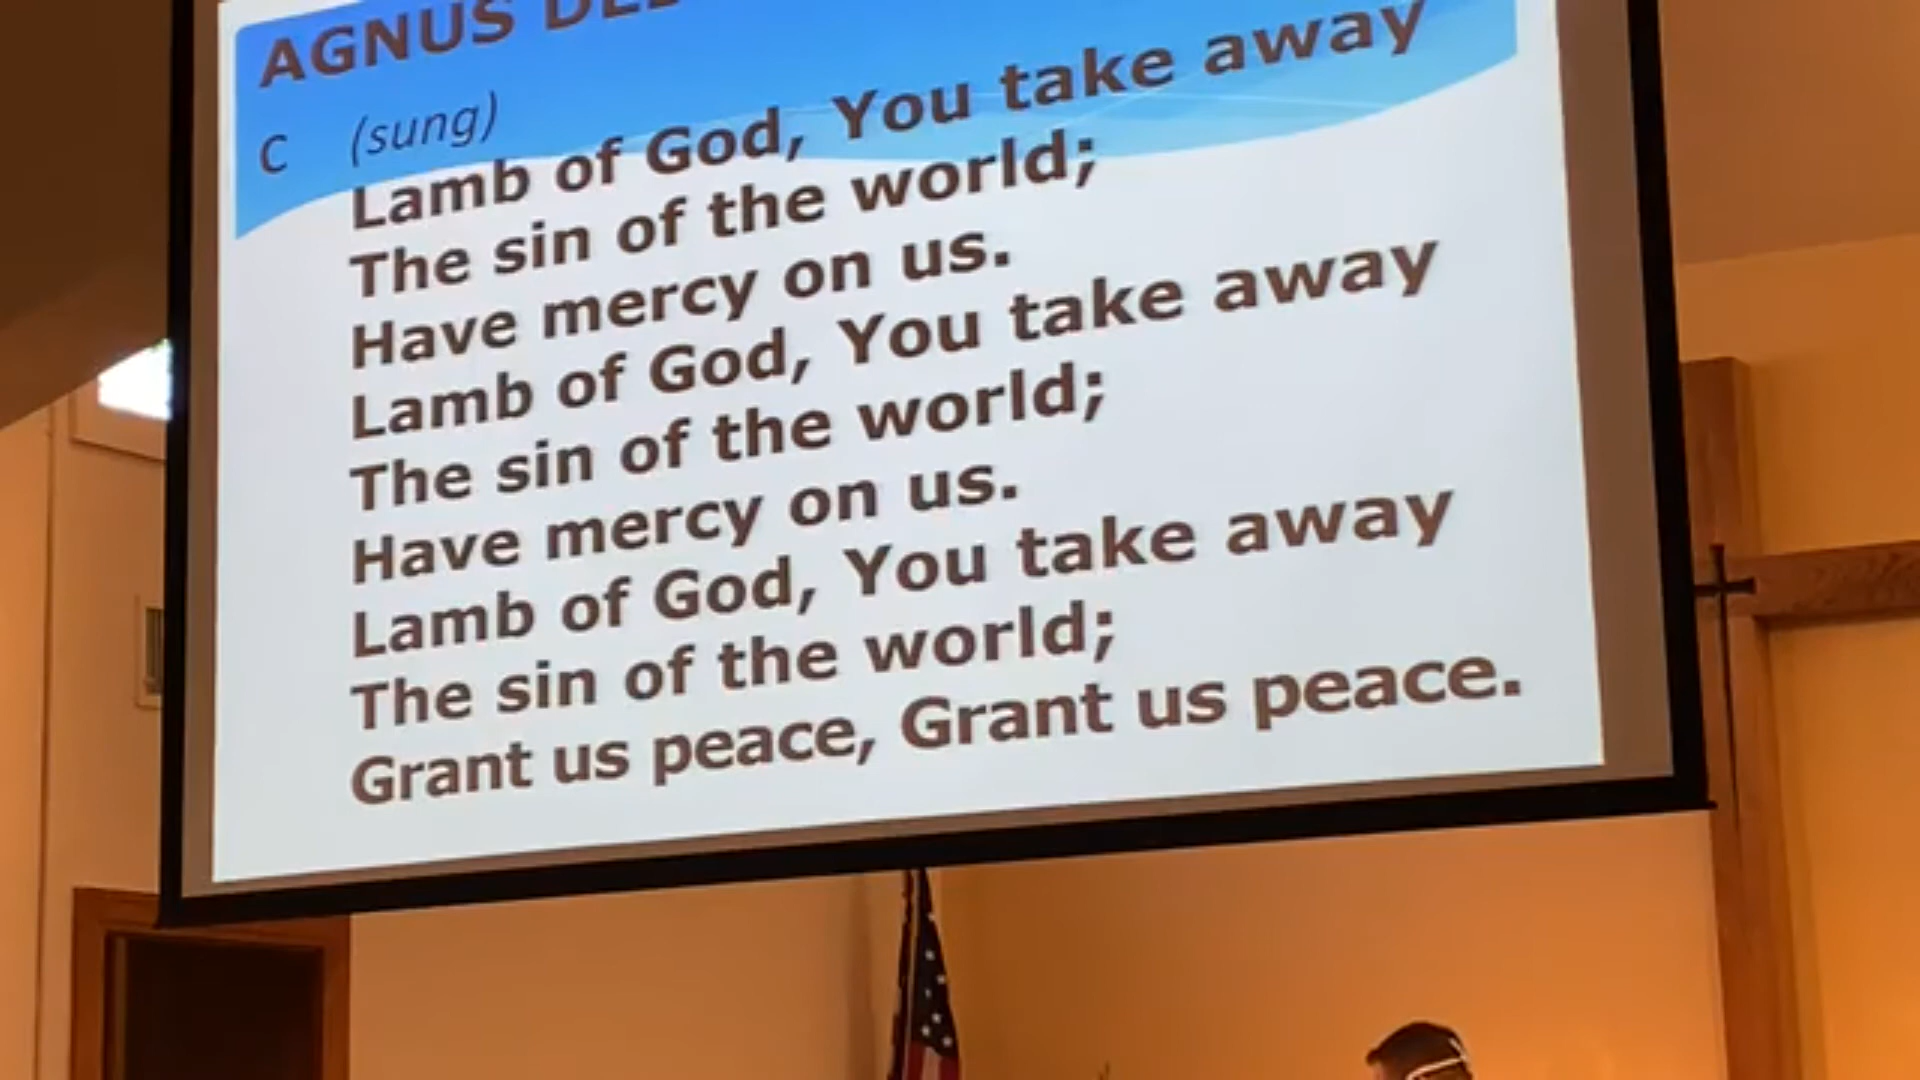 AGNUS DEI
C (sung)
Lamb of God, You take away
The sin of the world;
Have mercy on us.
Lamb of God, You take away
The sin of the world;
Have mercy on us.
Lamb of God, You take away
The sin of the world;
Grant us peace, Grant us peace.